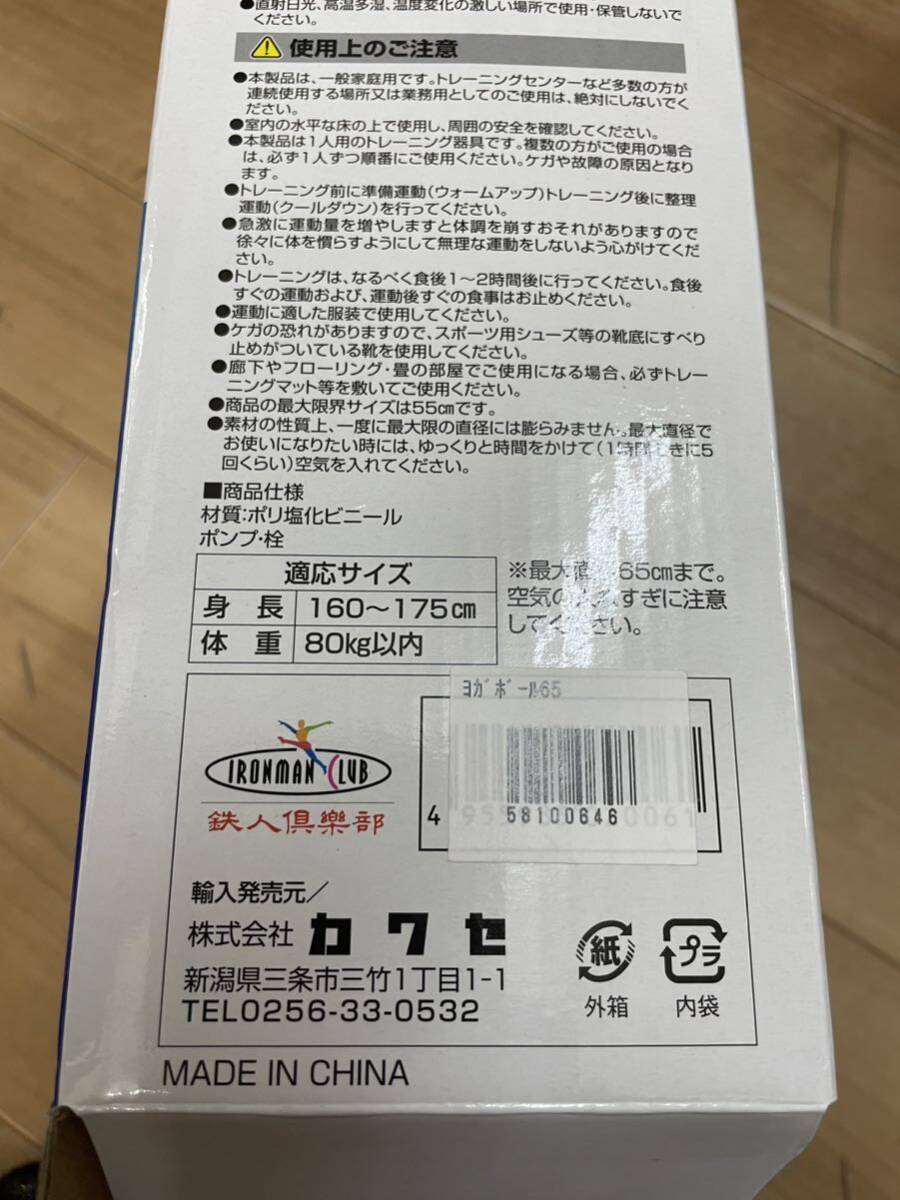 ●直射日光、高温多湿、温度変化の激しい場所で使用・保管しないで
ください。
使用上のご注意
●本製品は、一般家庭用です。トレーニングセンターなど多数の方が
連続使用する場所又は業務用としてのご使用は、絶対にしないでく
ださい。
●室内の水平な床の上で使用し、周囲の安全を確認してください。
●本製品は1人用のトレーニング器具です。複数の方がご使用の場合
は、必ず1人ずつ順番にご使用ください。ケガや故障の原因となり
ます。
●トレーニング前に準備運動(ウォームアップ)トレーニング後に整理
運動(クールダウン)を行ってください。
●急激に運動量を増やしますと体調を崩すおそれがありますので
徐々に体を慣らすようにして無理な運動をしないよう心がけてくだ
さい。
●トレーニングは、なるべく食後1〜2時間後に行ってください。食後
すぐの運動および、運動後すぐの食事はお止めください。
●運動に適した服装で使用してください。
●ケガの恐れがありますので、スポーツ用シューズ等の靴底にすべり
止めがついている靴を使用してください。
●廊下やフローリング・畳の部屋でご使用になる場合、必ずトレー
ニングマット等を敷いてご使用ください。
●商品の最大限界サイズは55cmです。
●素材の性質上、一度に最大限の直径には膨らみません。最大直径で
お使いになりたい時には、ゆっくりと時間をかけて(1時間おきに5
回くらい)空気を入れてください。
■商品仕様
材質:ポリ塩化ビニール
ポンプ・栓
適応サイズ
身長 160〜175cm
体重 80kg以内
※最大直径65cmまで。
空気の入れすぎに注意
してください。
ヨガボール65
58100646
4
IRONMAN CLUB
鉄人倶楽部
輸入発売元/
株式会社 カワセ
新潟県三条市三竹1丁目1-1
TEL0256-33-0532
紙
外箱
プラ
内袋
MADE IN CHINA